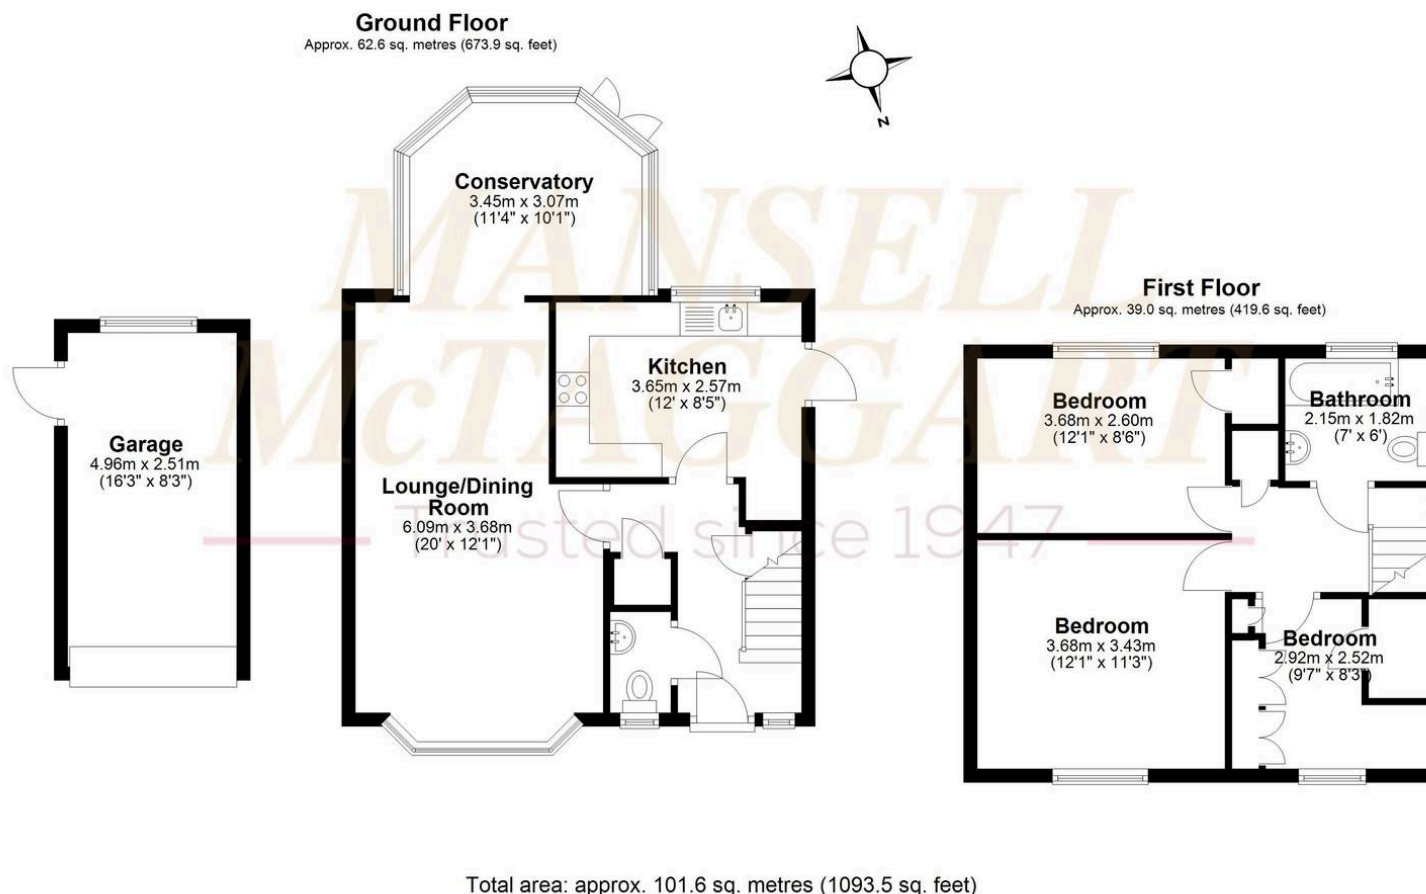 Ground Floor
Approx. 62.6 sq. metres (673.9 sq. feet)
N
Conservatory
3.45m x 3.07m
(11'4" x 10'1")
MANSELL
McTAGGART
Trusted since 1947
Kitchen
3.65m x 2.57m
(12' x 8'5")
Garage
4.96m x 2.51m
(16'3" x 8'3")
Lounge/Dining
Room
6.09m x 3.68m
(20' x 12'1")
First Floor
Approx. 39.0 sq. metres (419.6 sq. feet)
Bedroom
3.68m x 2.60m
(12'1" x 8'6")
Bathroom
2.15m x 1.82m
(7' x 6')
Bedroom
3.68m x 3.43m
(12'1" x 11'3")
Bedroom
2.92m x 2.52m
(9'7" x 8'3")
Total area: approx. 101.6 sq. metres (1093.5 sq. feet)